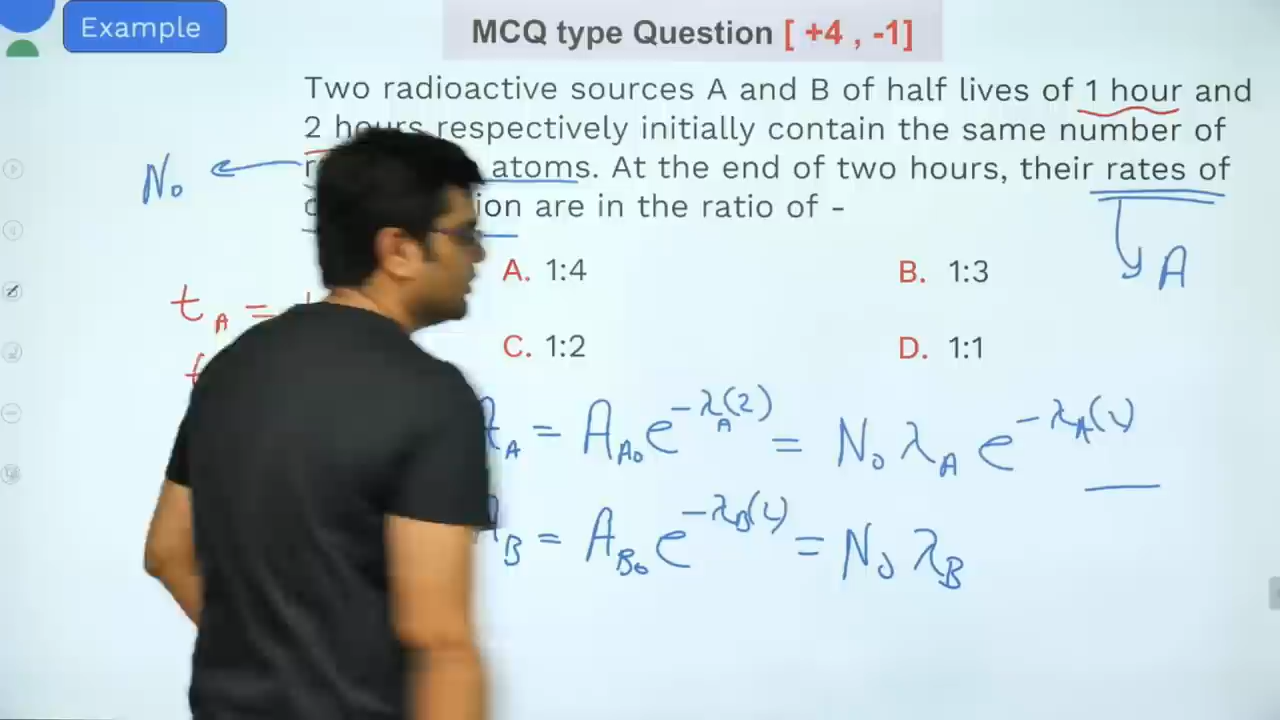 Example
MCQ type Question [ +4 , -1]
Two radioactive sources A and B of half lives of 1 hour and
2 hours respectively initially contain the same number of
atoms. At the end of two hours, their rates of
are in the ratio of -
N₀
A
A. 1:4
B. 1:3
C. 1:2
D. 1:1
t_A =
A_A = A_A₀ e^-λ_A(2) = N₀ λ_A e^-λ_A(2)
_B = A_B₀ e^-λ_B(2) = N₀ λ_B